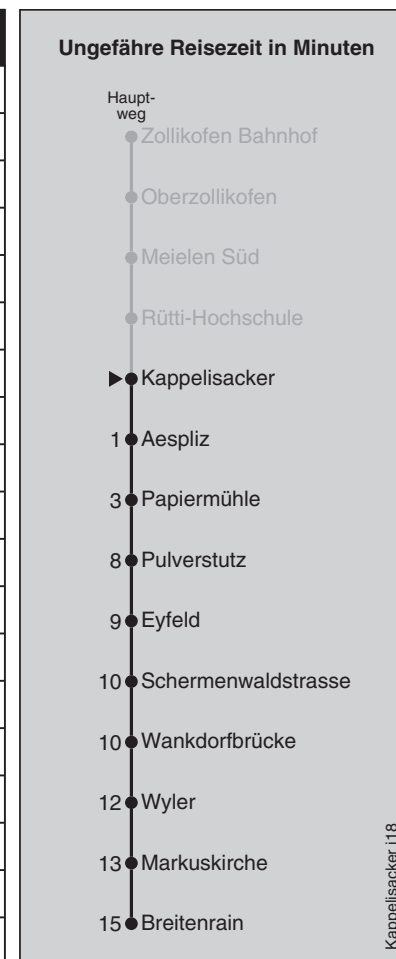 Ungefähre Reisezeit in Minuten
Haupt-
weg
Zollikofen Bahnhof
Oberzollikofen
Meielen Süd
Rütti-Hochschule
Kappelisacker
1 Aespliz
3 Papiermühle
8 Pulverstutz
9 Eyfeld
10 Schermenwaldstrasse
10 Wankdorfbrücke
12 Wyler
13 Markuskirche
15 Breitenrain
Kappelisacker j18